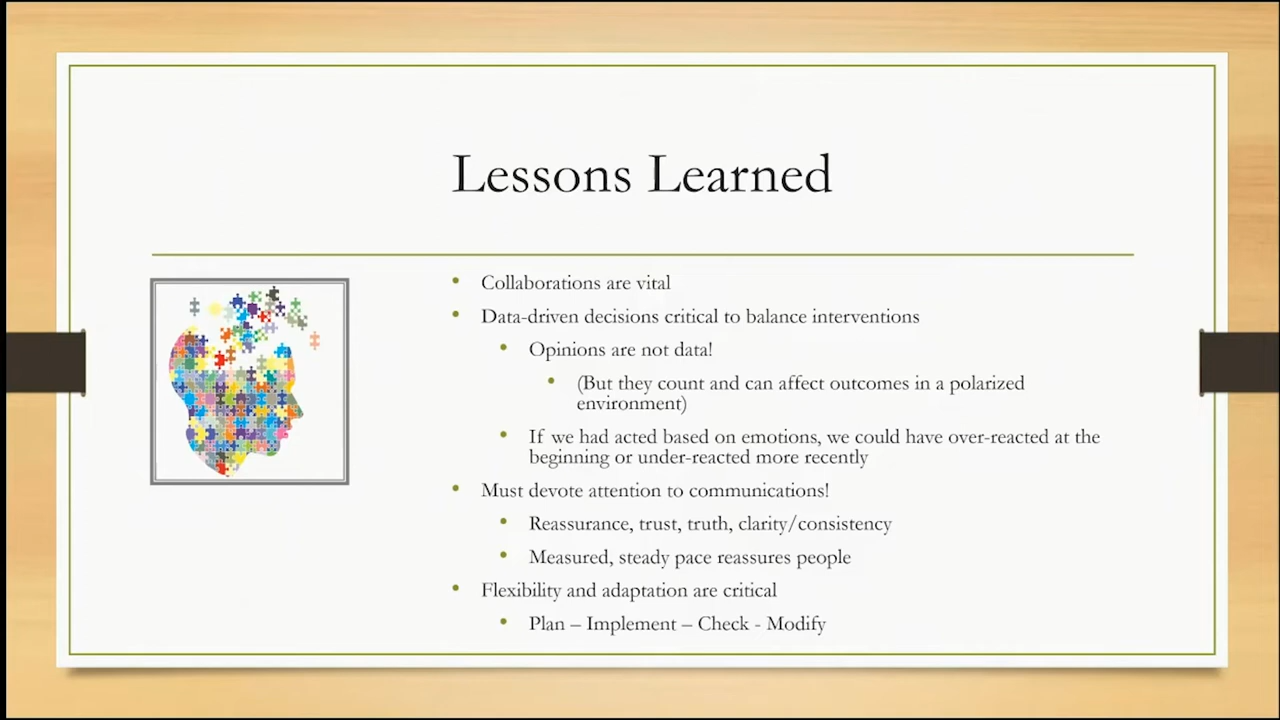 Lessons Learned
• Collaborations are vital
• Data-driven decisions critical to balance interventions
• Opinions are not data!
• (But they count and can affect outcomes in a polarized
environment)
• If we had acted based on emotions, we could have over-reacted at the
beginning or under-reacted more recently
• Must devote attention to communications!
• Reassurance, trust, truth, clarity/consistency
• Measured, steady pace reassures people
• Flexibility and adaptation are critical
• Plan – Implement – Check - Modify